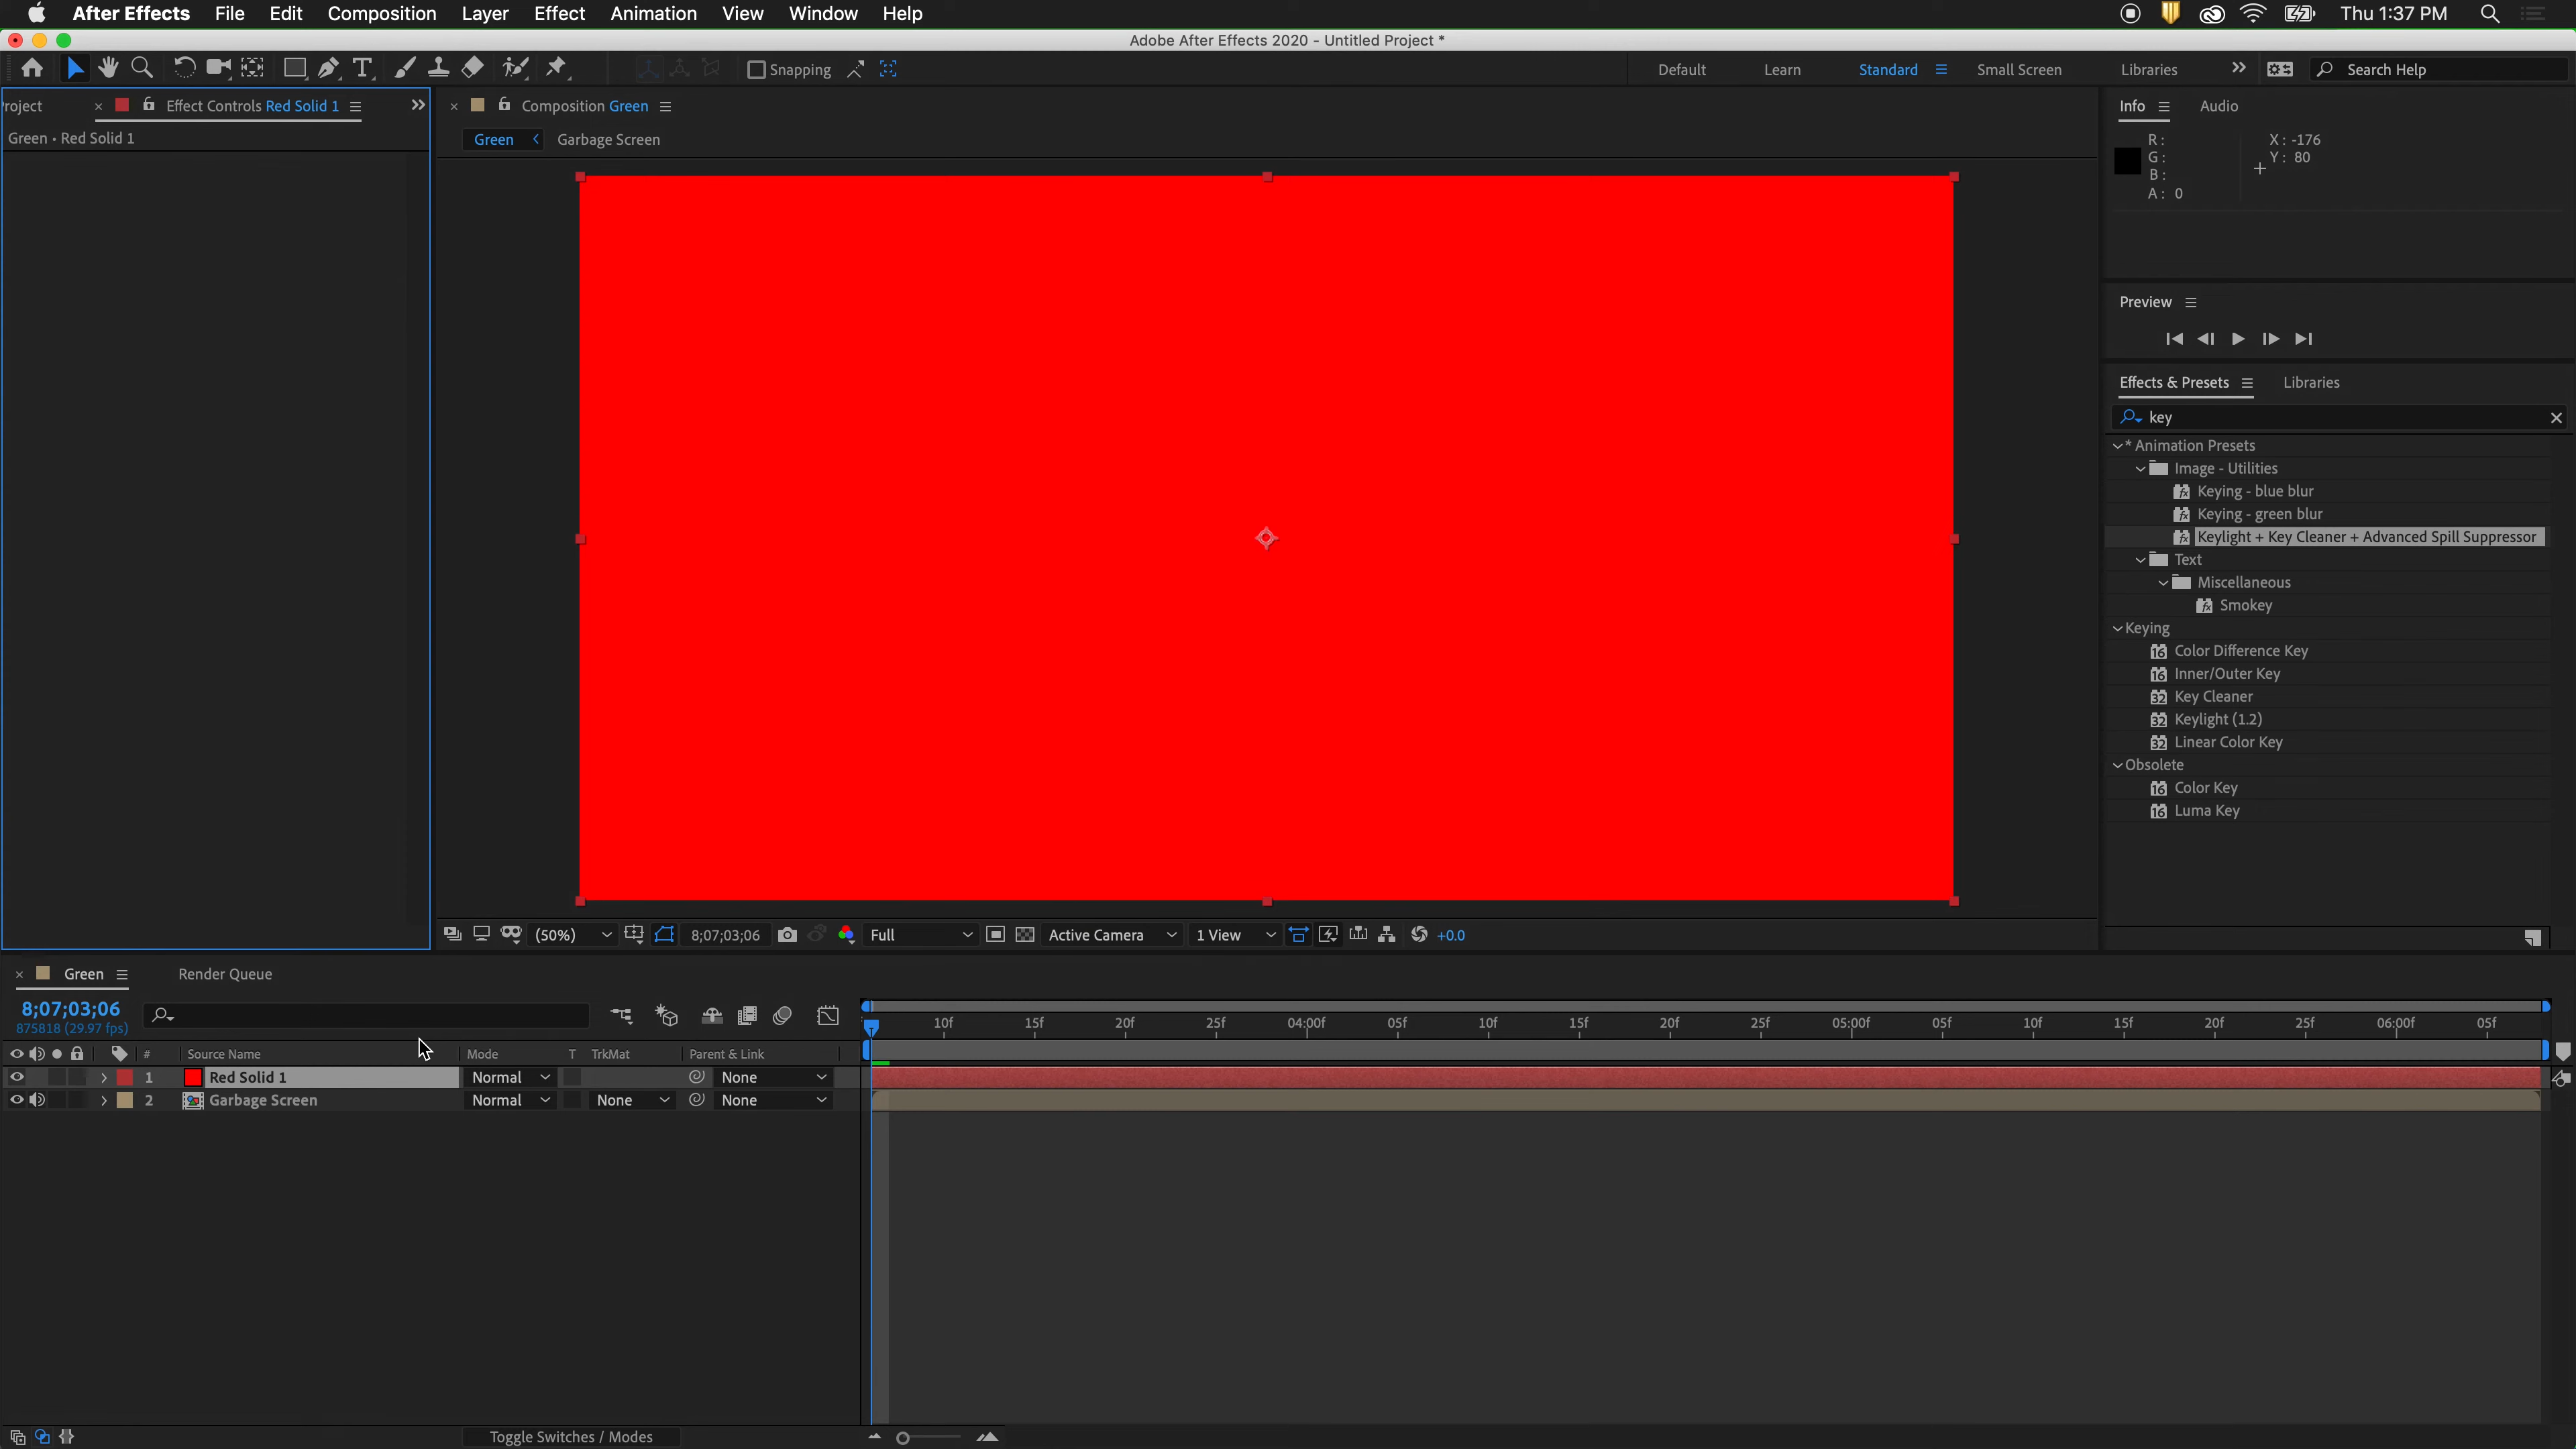 After Effects File Edit Composition Layer Effect Animation View Window Help Thu 1:37 PM
Adobe After Effects 2020 - Untitled Project *
Snapping Default Learn Standard Small Screen Libraries Search Help
roject Effect Controls Red Solid 1 Composition Green Info Audio
Green • Red Solid 1
Green Garbage Screen
R:
G:
B:
A: 0
X: -176
Y: 80
Preview
Effects & Presets Libraries
key
* Animation Presets
Image - Utilities
Keying - blue blur
Keying - green blur
Keylight + Key Cleaner + Advanced Spill Suppressor
Text
Miscellaneous
Smokey
Keying
16 Color Difference Key
16 Inner/Outer Key
32 Key Cleaner
32 Keylight (1.2)
32 Linear Color Key
Obsolete
16 Color Key
16 Luma Key
(50%) 8;07;03;06 Full Active Camera 1 View +0.0
Green Render Queue
8;07;03;06
875818 (29.97 fps)
10f 15f 20f 25f 04:00f 05f 10f 15f 20f 25f 05:00f 05f 10f 15f 20f 25f 06:00f 05f
# Source Name Mode T TrkMat Parent & Link
1 Red Solid 1 Normal None
2 Garbage Screen Normal None None
Toggle Switches / Modes